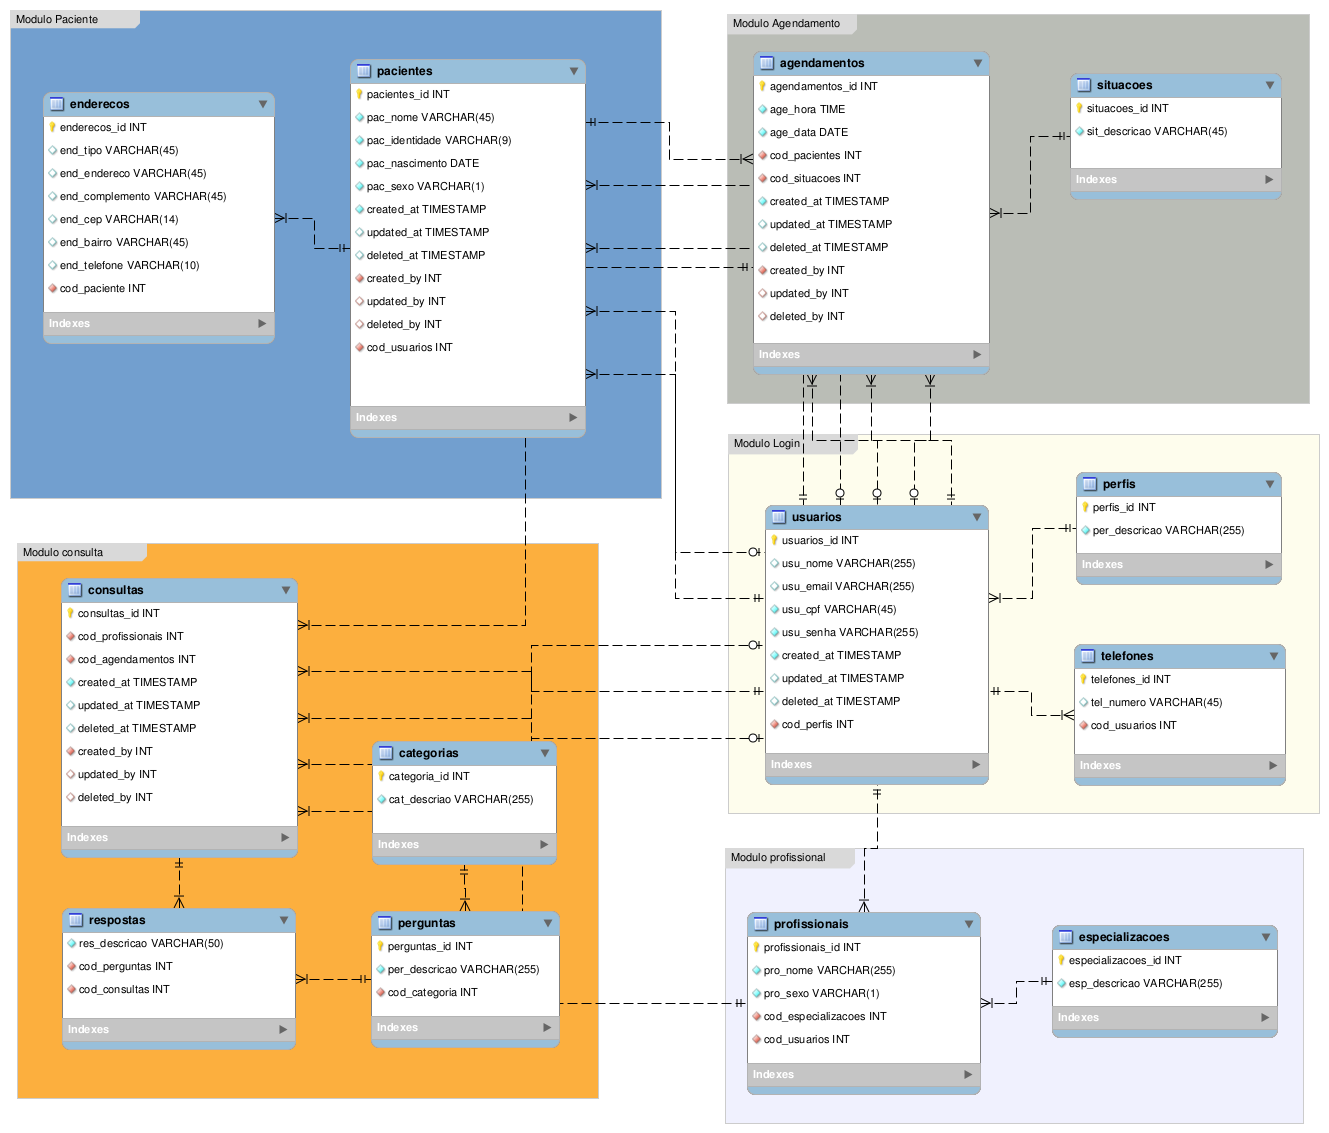 Modulo Paciente
enderecos
enderecos_id INT
end_tipo VARCHAR(45)
end_endereco VARCHAR(45)
end_complemento VARCHAR(45)
end_cep VARCHAR(14)
end_bairro VARCHAR(45)
end_telefone VARCHAR(10)
cod_paciente INT
Indexes
pacientes
pacientes_id INT
pac_nome VARCHAR(45)
pac_identidade VARCHAR(9)
pac_nascimento DATE
pac_sexo VARCHAR(1)
created_at TIMESTAMP
updated_at TIMESTAMP
deleted_at TIMESTAMP
created_by INT
updated_by INT
deleted_by INT
cod_usuarios INT
Indexes
Modulo Agendamento
agendamentos
agendamentos_id INT
age_hora TIME
age_data DATE
cod_pacientes INT
cod_situacoes INT
created_at TIMESTAMP
updated_at TIMESTAMP
deleted_at TIMESTAMP
created_by INT
updated_by INT
deleted_by INT
Indexes
situacoes
situacoes_id INT
sit_descricao VARCHAR(45)
Indexes
Modulo Login
usuarios
usuarios_id INT
usu_nome VARCHAR(255)
usu_email VARCHAR(255)
usu_cpf VARCHAR(45)
usu_senha VARCHAR(255)
created_at TIMESTAMP
updated_at TIMESTAMP
deleted_at TIMESTAMP
cod_perfis INT
Indexes
perfis
perfis_id INT
per_descricao VARCHAR(255)
Indexes
telefones
telefones_id INT
tel_numero VARCHAR(45)
cod_usuarios INT
Indexes
Modulo consulta
consultas
consultas_id INT
cod_profissionais INT
cod_agendamentos INT
created_at TIMESTAMP
updated_at TIMESTAMP
deleted_at TIMESTAMP
created_by INT
updated_by INT
deleted_by INT
Indexes
categorias
categoria_id INT
cat_descriao VARCHAR(255)
Indexes
respostas
res_descricao VARCHAR(50)
cod_perguntas INT
cod_consultas INT
Indexes
perguntas
perguntas_id INT
per_descricao VARCHAR(255)
cod_categoria INT
Indexes
Modulo profissional
profissionais
profissionais_id INT
pro_nome VARCHAR(255)
pro_sexo VARCHAR(1)
cod_especializacoes INT
cod_usuarios INT
Indexes
especializacoes
especializacoes_id INT
esp_descricao VARCHAR(255)
Indexes